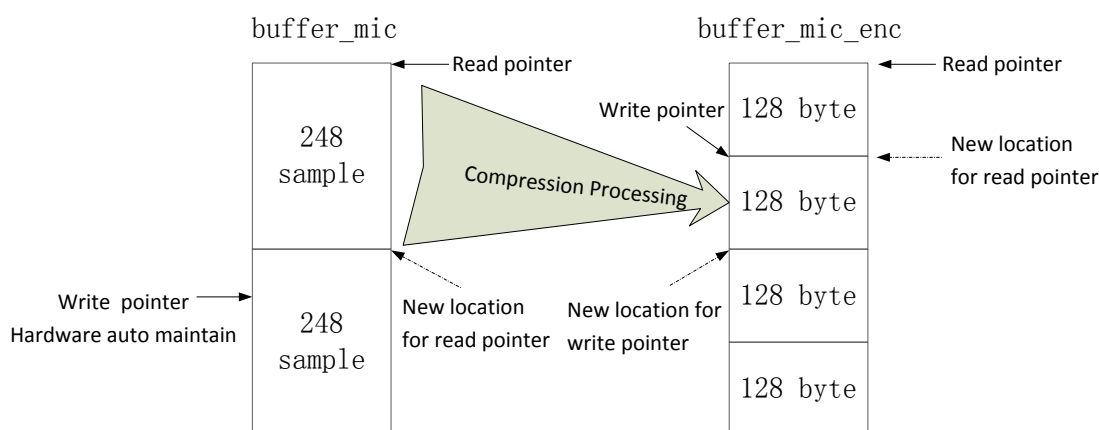 buffer_mic
buffer_mic_enc
Read pointer
Read pointer
248
sample
Compression Processing
Write pointer
128 byte
New location
for read pointer
128 byte
Write pointer
Hardware auto maintain
248
sample
New location
for read pointer
New location for
write pointer
128 byte
128 byte